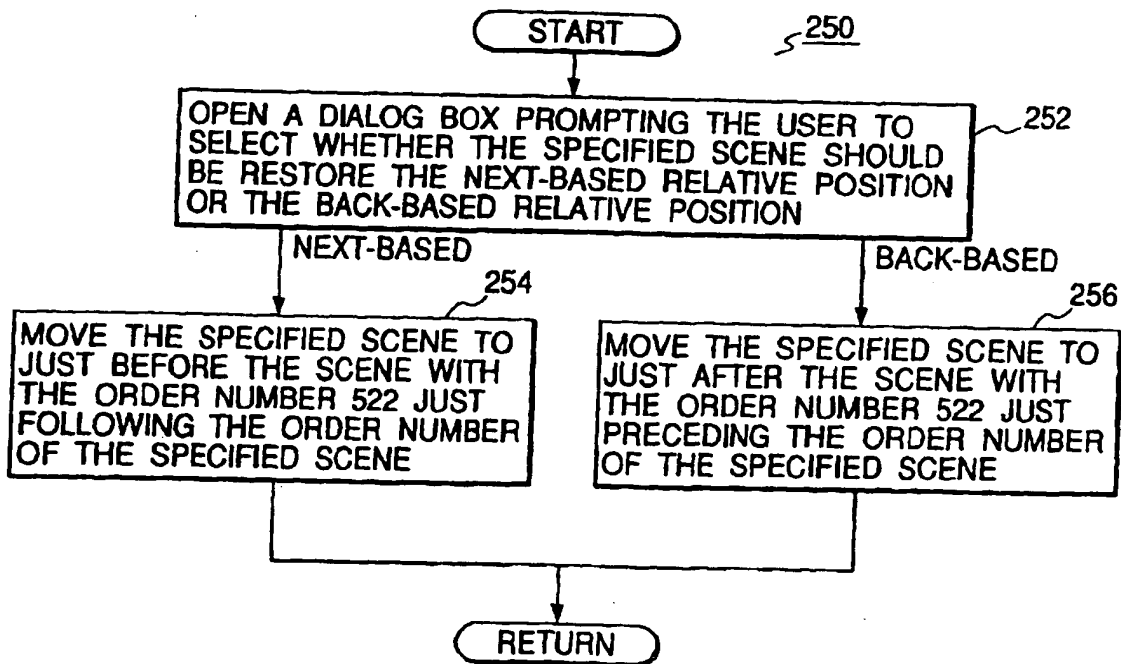 START
250
OPEN A DIALOG BOX PROMPTING THE USER TO
SELECT WHETHER THE SPECIFIED SCENE SHOULD
BE RESTORE THE NEXT-BASED RELATIVE POSITION
OR THE BACK-BASED RELATIVE POSITION
252
NEXT-BASED
BACK-BASED
254
MOVE THE SPECIFIED SCENE TO
JUST BEFORE THE SCENE WITH
THE ORDER NUMBER 522 JUST
FOLLOWING THE ORDER NUMBER
OF THE SPECIFIED SCENE
256
MOVE THE SPECIFIED SCENE TO
JUST AFTER THE SCENE WITH
THE ORDER NUMBER 522 JUST
PRECEDING THE ORDER NUMBER
OF THE SPECIFIED SCENE
RETURN